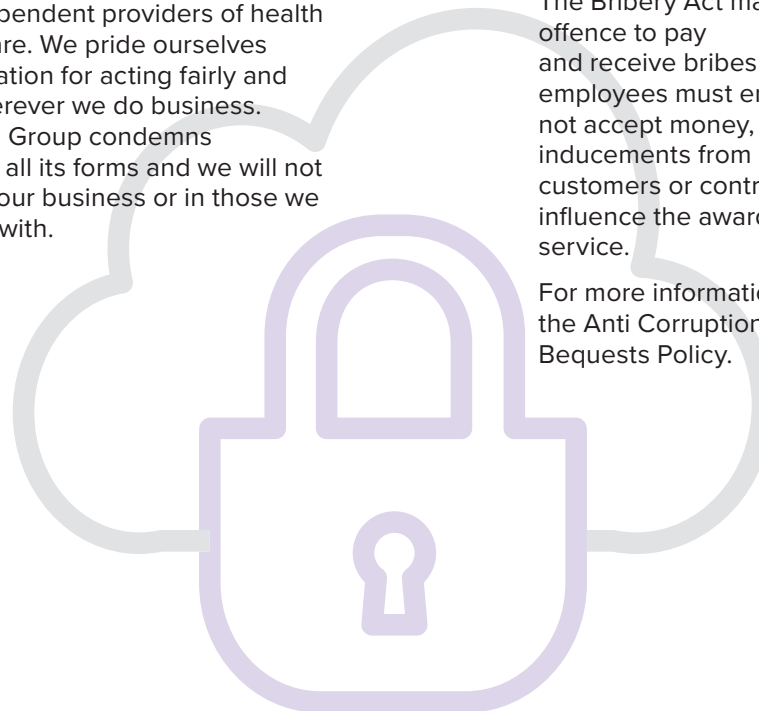 pendent providers of health
re. We pride ourselves
ation for acting fairly and
erever we do business.
Group condemns
all its forms and we will not
our business or in those we
with.
The Bribery Act ma
offence to pay
and receive bribes
employees must e
not accept money,
inducements from
customers or contr
influence the award
service.
For more informatio
the Anti Corruption
Bequests Policy.